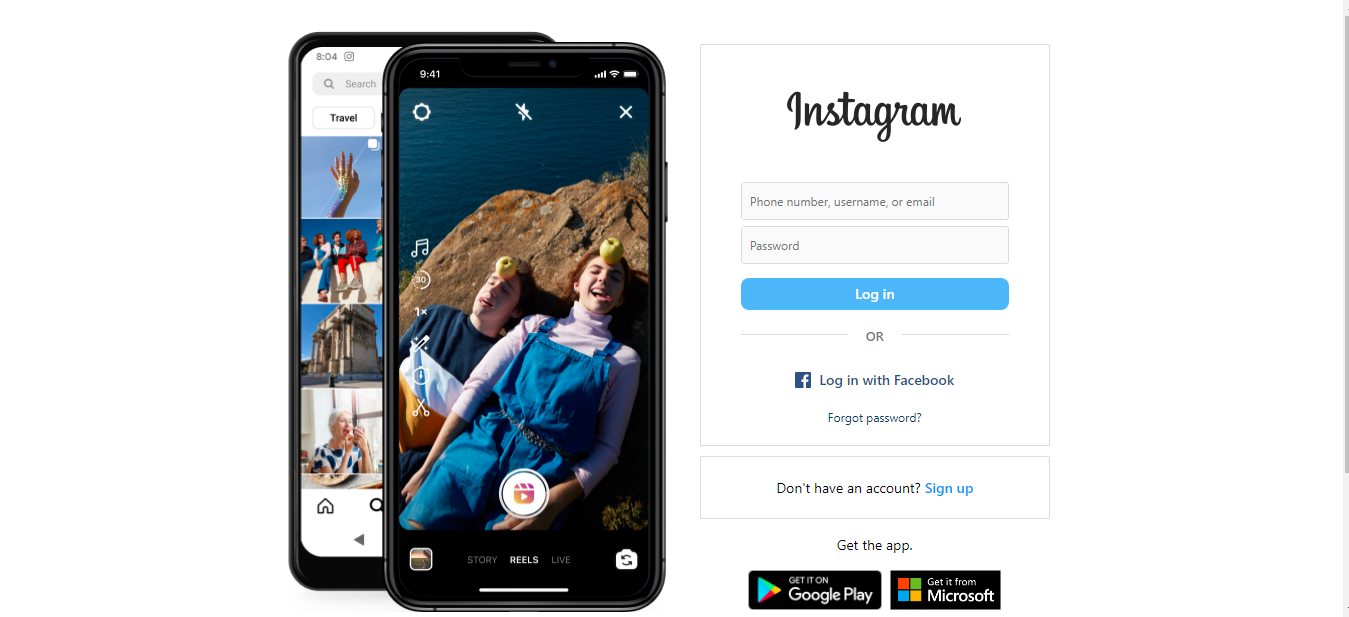 8:04
Search
Travel
9:41
30
1×
STORY REELS LIVE
Instagram
Phone number, username, or email
Password
Log in
OR
Log in with Facebook
Forgot password?
Don't have an account? Sign up
Get the app.
GET IT ON
Google Play
Get it from
Microsoft